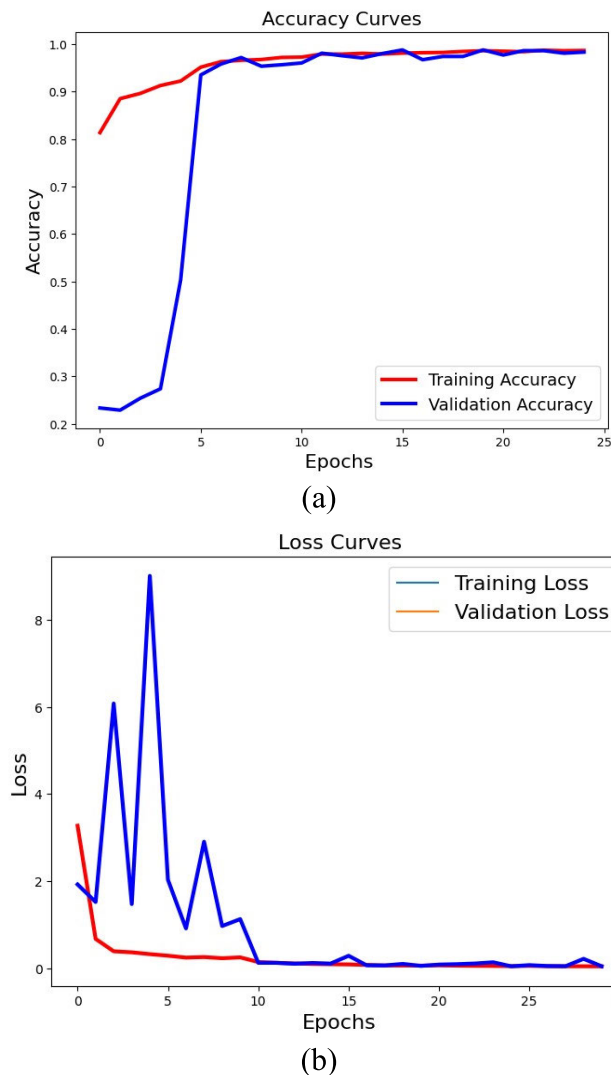 Accuracy Curves
1.0
0.9
0.8
0.7
0.6
0.5
0.4
0.3
0.2
Accuracy
Training Accuracy
Validation Accuracy
0 5 10 15 20 25
Epochs
(a)
Loss Curves
8
6
4
2
0
Loss
Training Loss
Validation Loss
0 5 10 15 20 25
Epochs
(b)